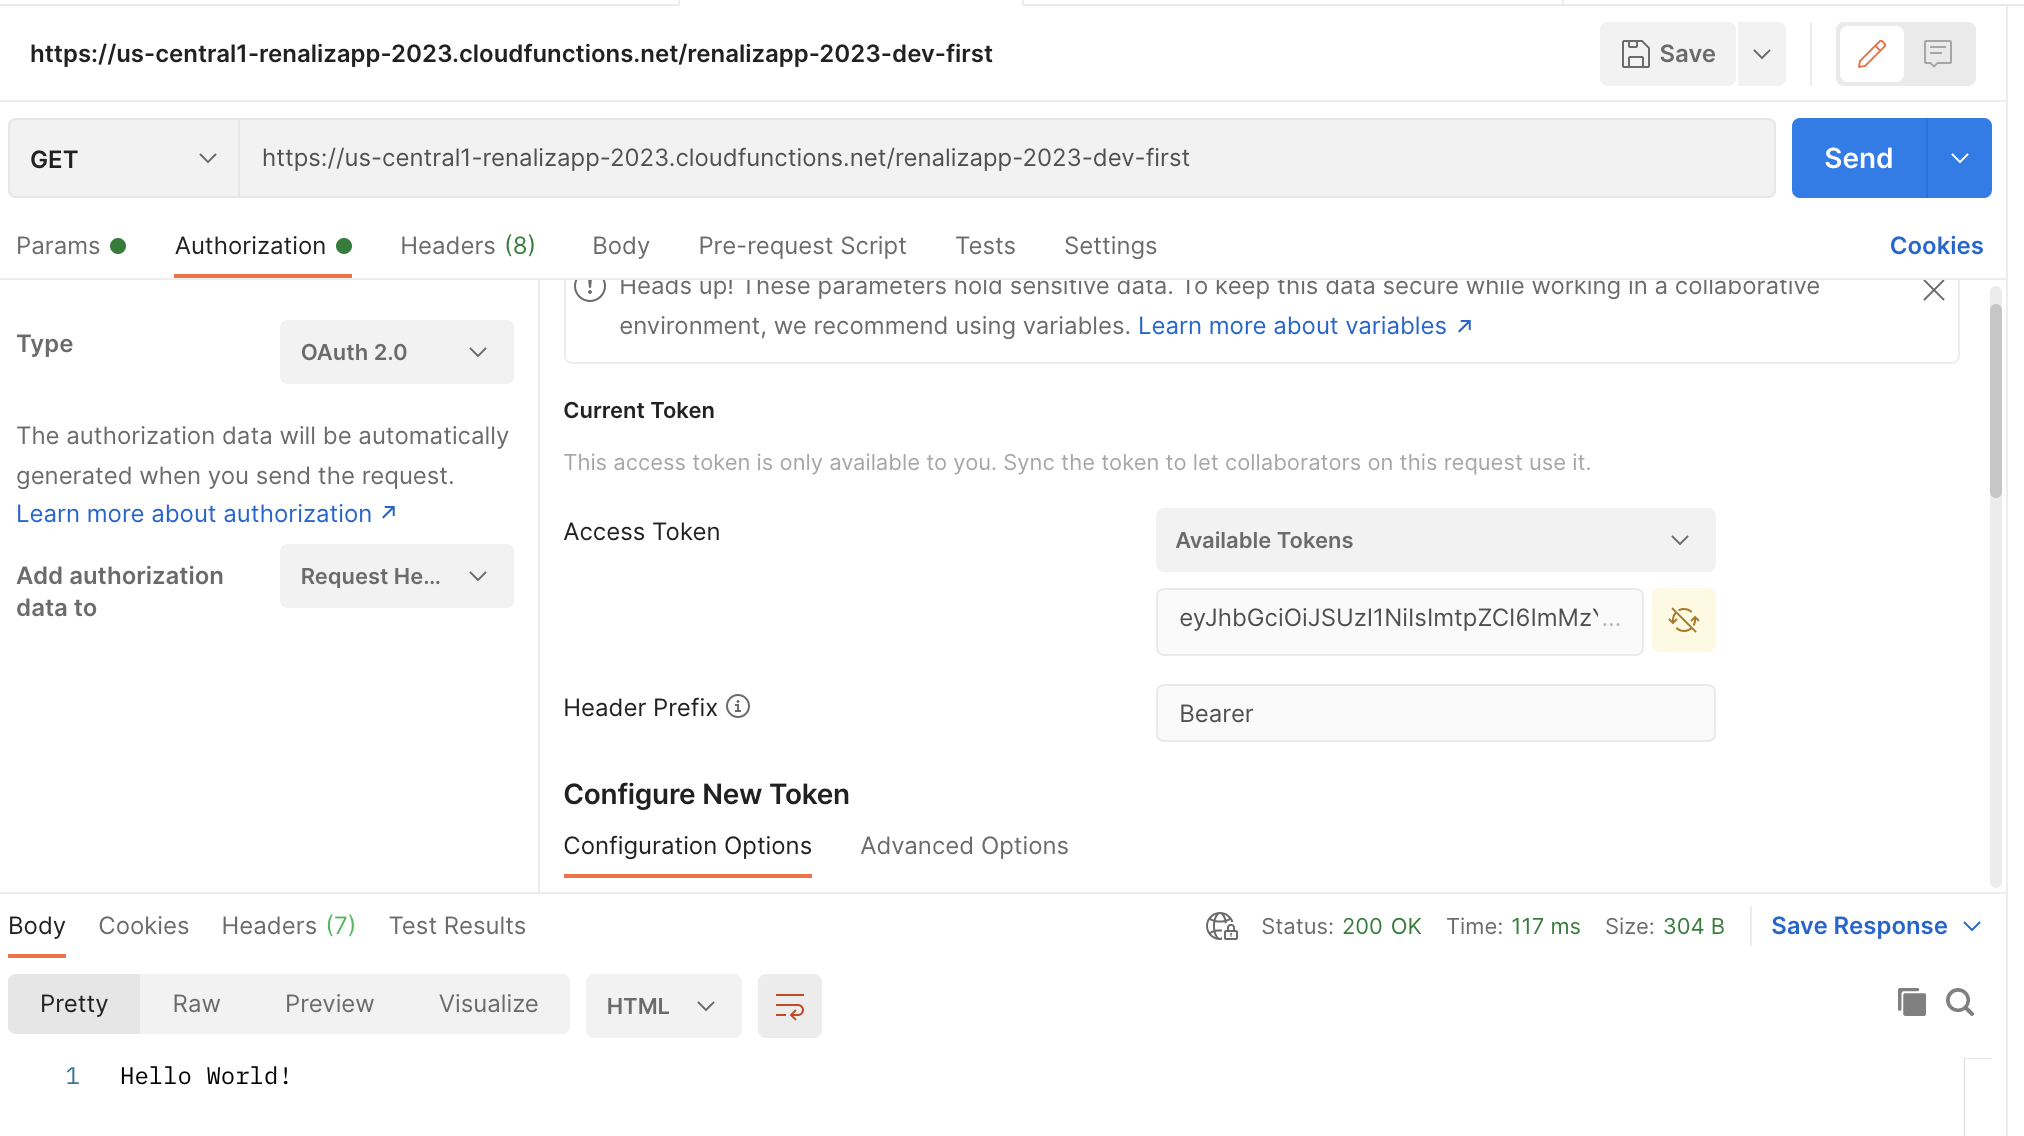 https://us-central1-renalizapp-2023.cloudfunctions.net/renalizapp-2023-dev-first
Save
GET
https://us-central1-renalizapp-2023.cloudfunctions.net/renalizapp-2023-dev-first
Send
Params
Authorization
Headers (8)
Body
Pre-request Script
Tests
Settings
Cookies
Type
OAuth 2.0
The authorization data will be automatically
generated when you send the request.
Learn more about authorization ↗
Add authorization
data to
Request He...
Heads up! These parameters hold sensitive data. To keep this data secure while working in a collaborative
environment, we recommend using variables. Learn more about variables ↗
Current Token
This access token is only available to you. Sync the token to let collaborators on this request use it.
Access Token
Available Tokens
eyJhbGciOiJSUzI1NiIsImtpZCI6ImMzY...
Header Prefix
Bearer
Configure New Token
Configuration Options
Advanced Options
Body
Cookies
Headers (7)
Test Results
Status: 200 OK
Time: 117 ms
Size: 304 B
Save Response
Pretty
Raw
Preview
Visualize
HTML
1 Hello World!